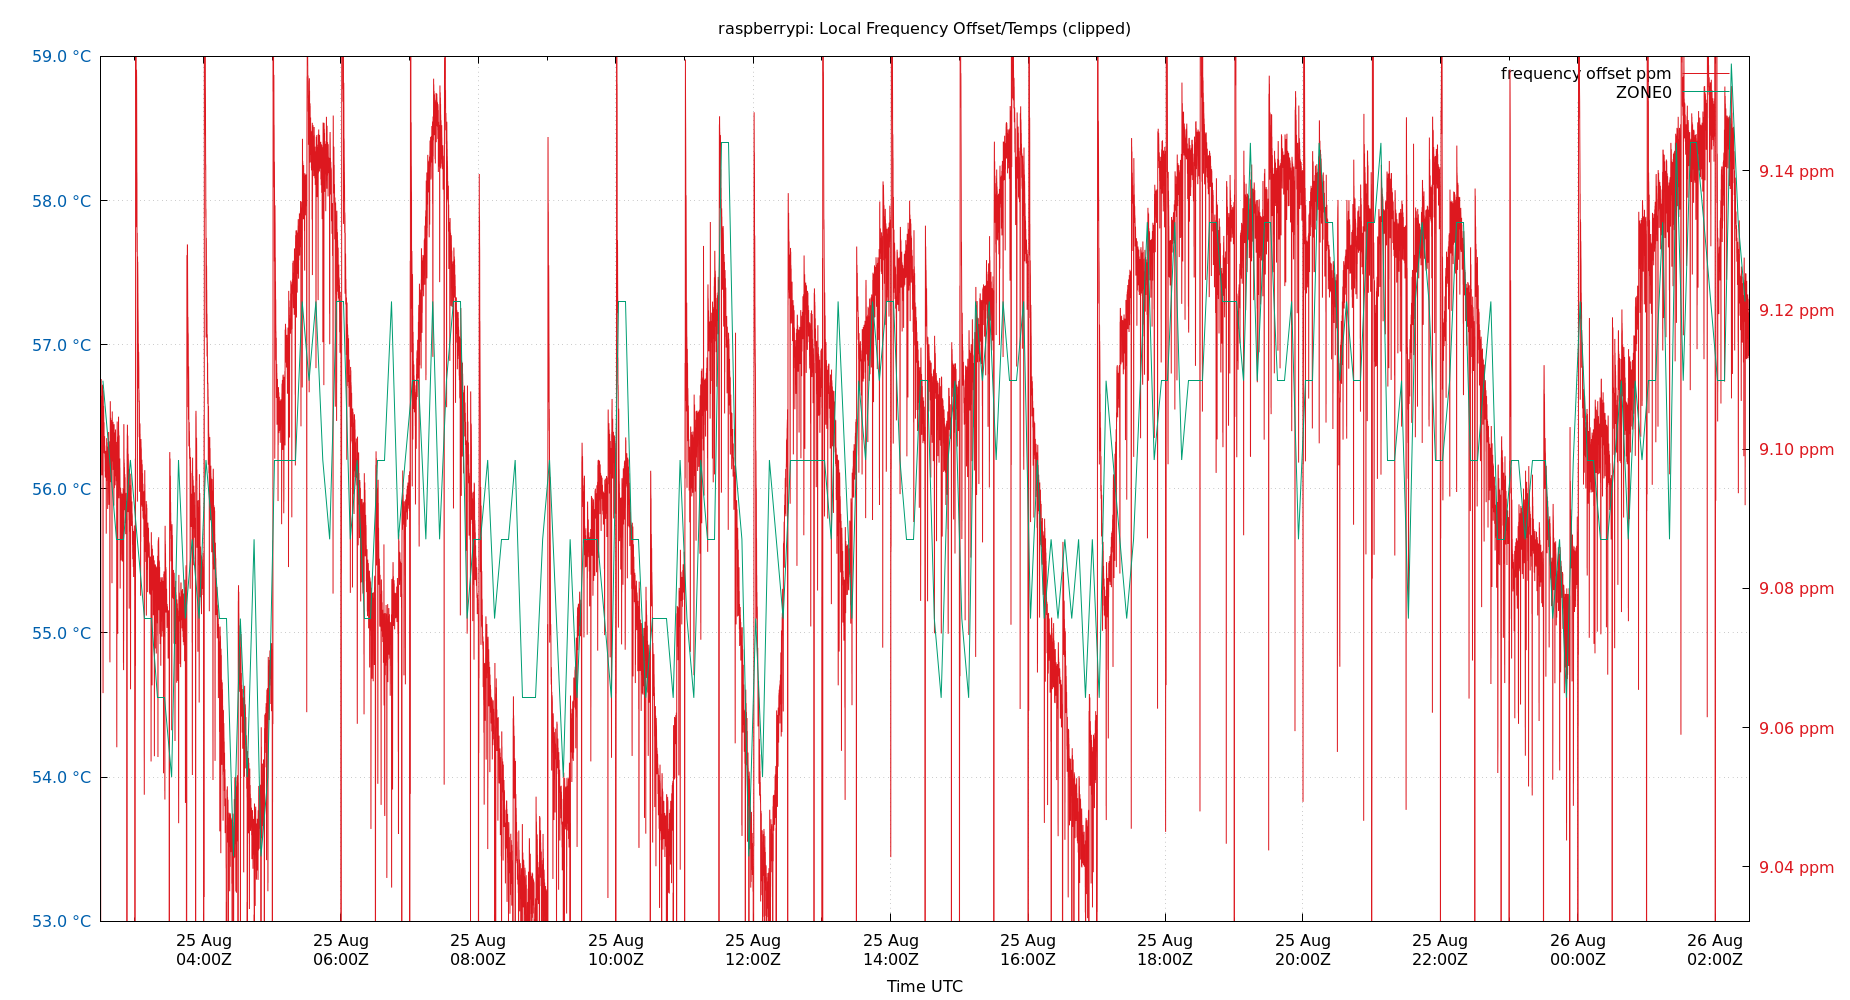 raspberrypi: Local Frequency Offset/Temps (clipped)
frequency offset ppm
ZONE0
59.0 °C
58.0 °C
57.0 °C
56.0 °C
55.0 °C
54.0 °C
53.0 °C
9.14 ppm
9.12 ppm
9.10 ppm
9.08 ppm
9.06 ppm
9.04 ppm
25 Aug 25 Aug 25 Aug 25 Aug 25 Aug 25 Aug 25 Aug 25 Aug 25 Aug 25 Aug 26 Aug 26 Aug
04:00Z 06:00Z 08:00Z 10:00Z 12:00Z 14:00Z 16:00Z 18:00Z 20:00Z 22:00Z 00:00Z 02:00Z
Time UTC